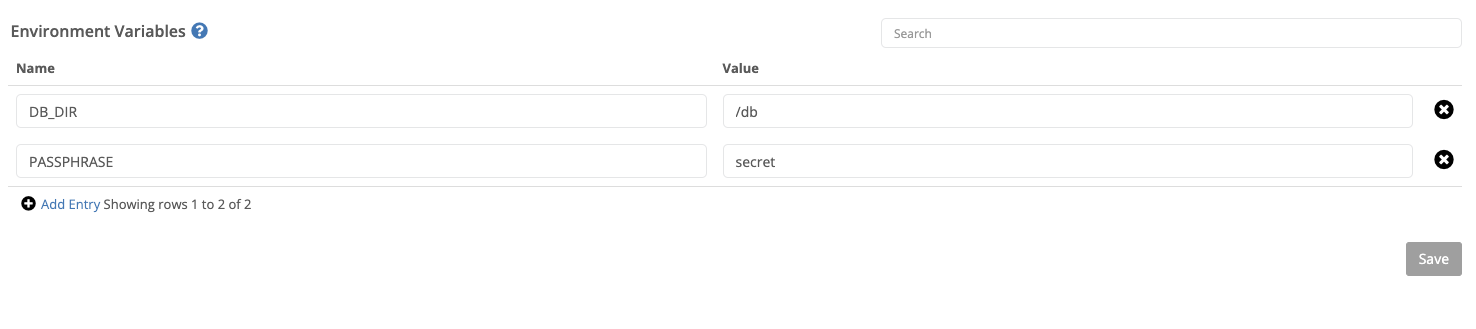 Environment Variables ?
Search
Name Value
DB_DIR /db
PASSPHRASE secret
Add Entry Showing rows 1 to 2 of 2
Save